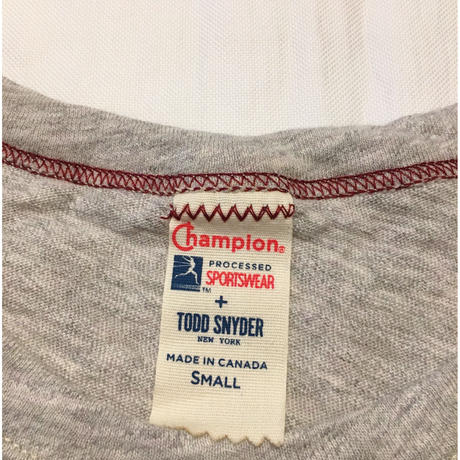 Champion®
PROCESSED
SPORTSWEAR
™
+
TODD SNYDER
NEW YORK
MADE IN CANADA
SMALL